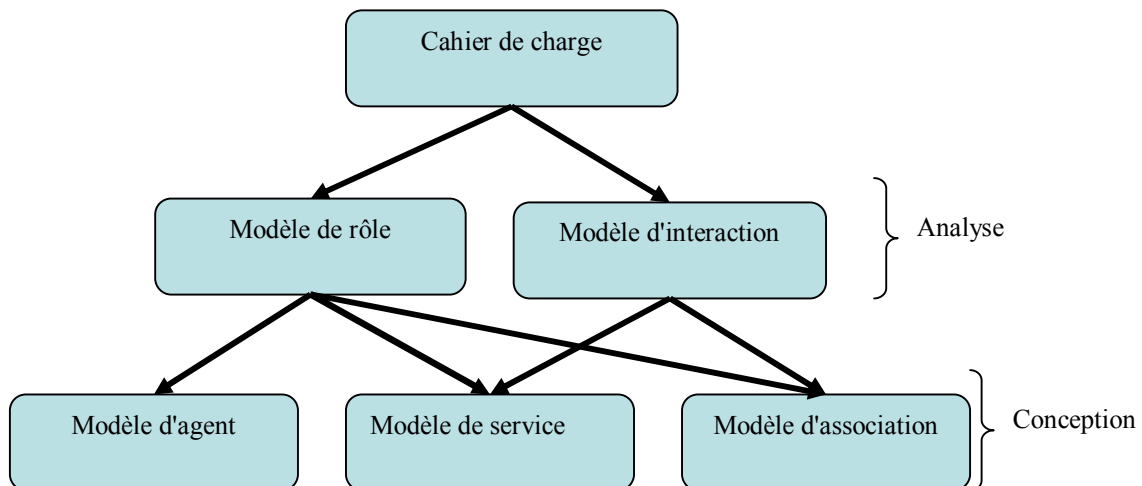 Cahier de charge
Modèle de rôle
Modèle d'interaction
Analyse
Modèle d'agent
Modèle de service
Modèle d'association
Conception